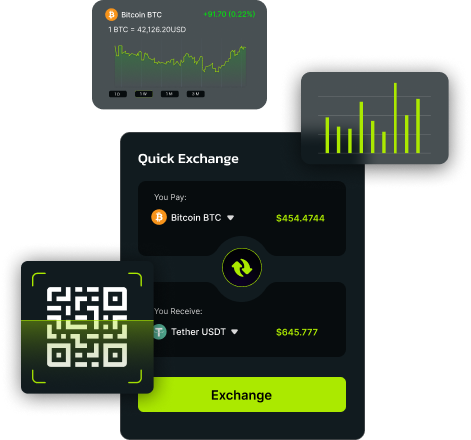 Bitcoin BTC
+91.70 (0.22%)
1 BTC = 42,126.20USD
1D 1W 1M 3M
Quick Exchange
You Pay:
Bitcoin BTC
$454.4744
You Receive:
Tether USDT
$645.777
Exchange